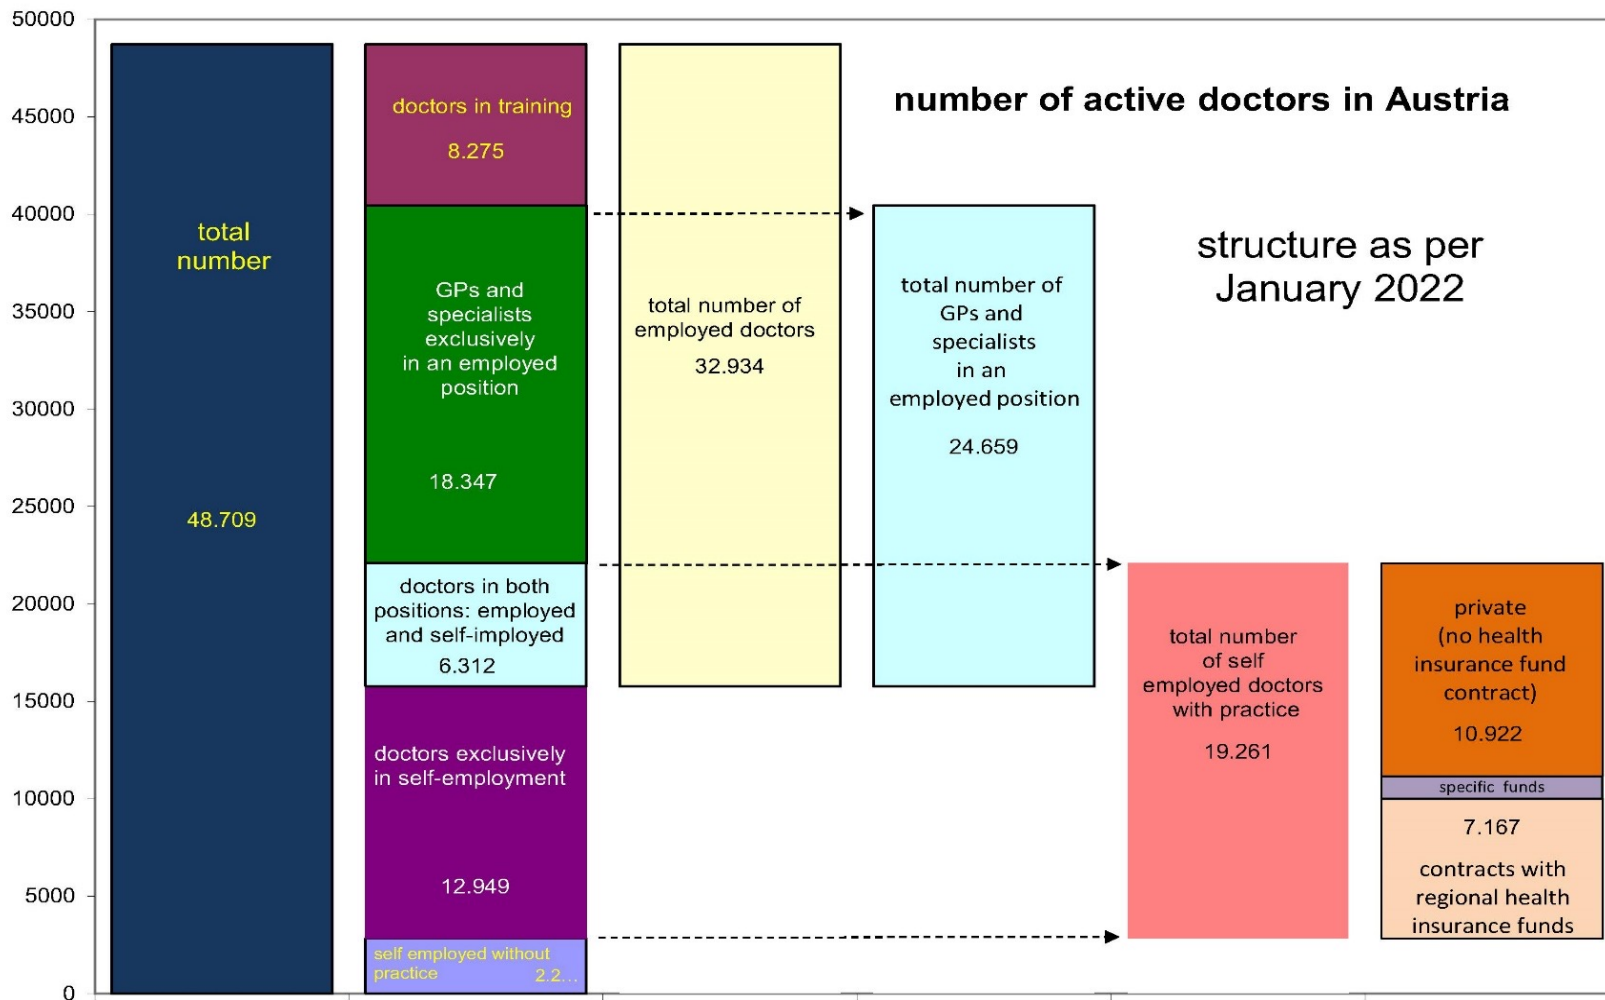 number of active doctors in Austria
structure as per
January 2022
50000
45000
40000
35000
30000
25000
20000
15000
10000
5000
0
total
number
48.709
doctors in training
8.275
GPs and
specialists
exclusively
in an employed
position
18.347
doctors in both
positions: employed
and self-imployed
6.312
doctors exclusively
in self-employment
12.949
self employed without
practice 2.2...
total number of
employed doctors
32.934
total number of
GPs and
specialists
in an
employed position
24.659
total number
of self
employed doctors
with practice
19.261
private
(no health
insurance fund
contract)
10.922
specific funds
7.167
contracts with
regional health
insurance funds